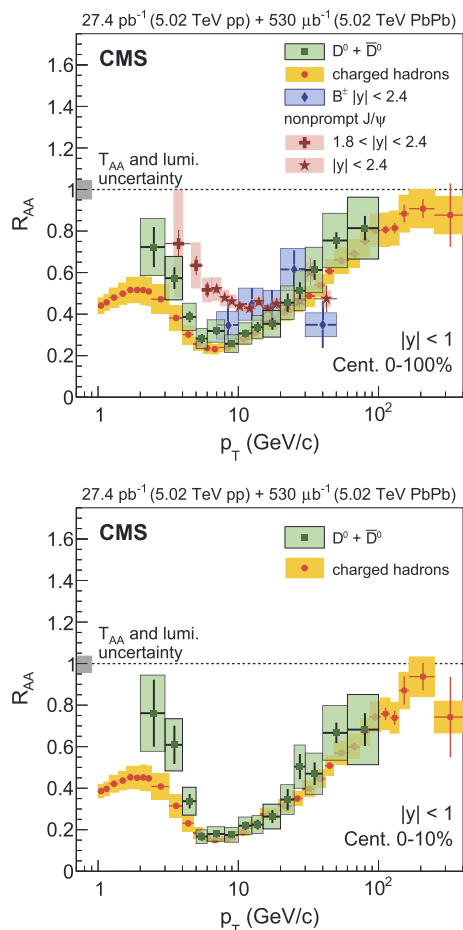 27.4 pb⁻¹ (5.02 TeV pp) + 530 μb⁻¹ (5.02 TeV PbPb)
CMS
D⁰ + D̅⁰
charged hadrons
B± |y| < 2.4
nonprompt J/ψ
1.8 < |y| < 2.4
|y| < 2.4
T_AA and lumi.
uncertainty
R_AA
1.6
1.4
1.2
1
0.8
0.6
0.4
0.2
0
|y| < 1
Cent. 0-100%
1
10
10²
p_T (GeV/c)
27.4 pb⁻¹ (5.02 TeV pp) + 530 μb⁻¹ (5.02 TeV PbPb)
CMS
D⁰ + D̅⁰
charged hadrons
T_AA and lumi.
uncertainty
R_AA
1.6
1.4
1.2
1
0.8
0.6
0.4
0.2
0
|y| < 1
Cent. 0-10%
1
10
10²
p_T (GeV/c)